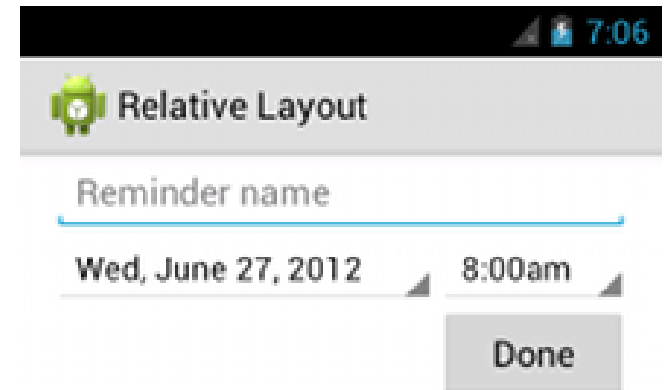 7:06
Relative Layout
Reminder name
Wed, June 27, 2012 8:00am
Done